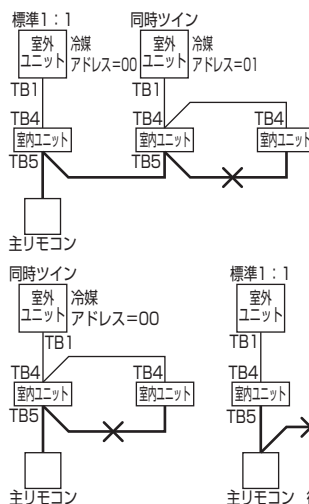 標準1：1
同時ツイン
室外
ユニット
冷媒
アドレス=00
室外
ユニット
冷媒
アドレス=01
TB1
TB1
TB4
TB4
TB4
室内ユニット
室内ユニット
室内ユニット
TB5
TB5
主リモコン
同時ツイン
標準1：1
室外
ユニット
冷媒
アドレス=00
室外
ユニット
TB1
TB1
TB4
TB4
TB4
室内ユニット
室内ユニット
室内ユニット
TB5
TB5
主リモコン
主リモコン